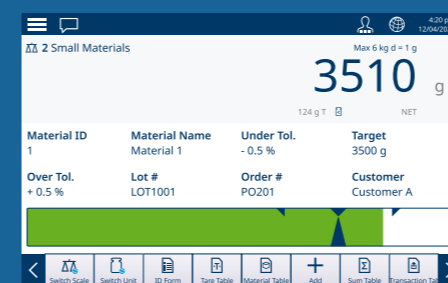 4:20 p
12/04/20
2 Small Materials
Max 6 kg d = 1 g
3510 g
124 g T
NET
Material ID
Material Name
Under Tol.
Target
1
Material 1
- 0.5 %
3500 g
Over Tol.
Lot #
Order #
Customer
+ 0.5 %
LOT1001
PO201
Customer A
Switch Scale
Switch Unit
ID Form
Tare Table
Material Table
Add
Sum Table
Transaction Ta